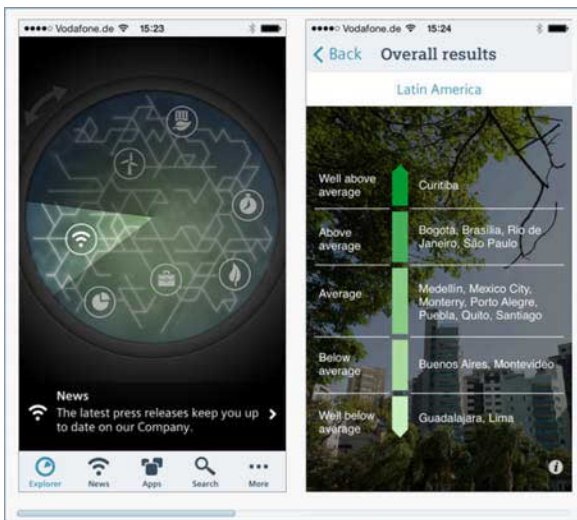 Vodafone.de 15:23
News
The latest press releases keep you up
to date on our Company.
Explorer News Apps Search More
Vodafone.de 15:24
Back Overall results
Latin America
Well above
average
Curitiba
Above
average
Bogotá, Brasília, Rio de
Janeiro, São Paulo
Average
Medellín, Mexico City,
Monterry, Porto Alegre,
Puebla, Quito, Santiago
Below
average
Buenos Aires, Montevideo
Well below
average
Guadalajara, Lima